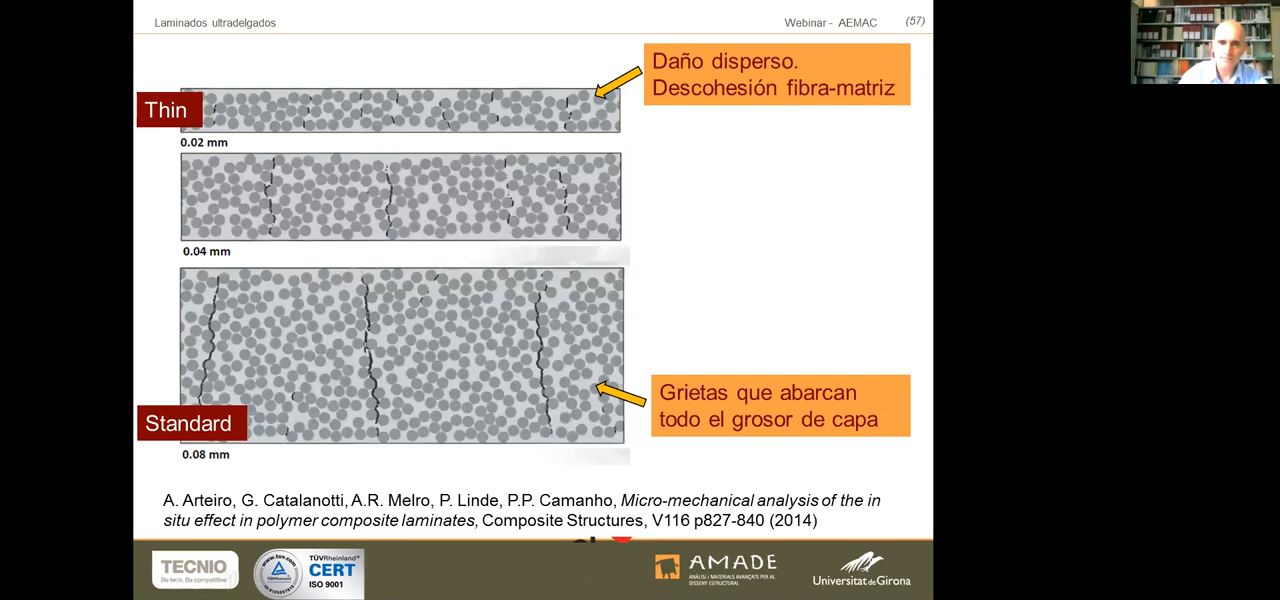 Laminados ultradelgados
Webinar - AEMAC
(57)
Daño disperso.
Descohesión fibra-matriz
Thin
0.02 mm
0.04 mm
Grietas que abarcan
todo el grosor de capa
Standard
0.08 mm
A. Arteiro, G. Catalanotti, A.R. Melro, P. Linde, P.P. Camanho, Micro-mechanical analysis of the in
situ effect in polymer composite laminates, Composite Structures, V116 p827-840 (2014)
TECNIO
Be tech. Be competitive
TÜVRheinland®
CERT
ISO 9001
AMADE
ANÀLISI I MATERIALS AVANÇATS PER AL
DISSENY ESTRUCTURAL
Universitat de Girona